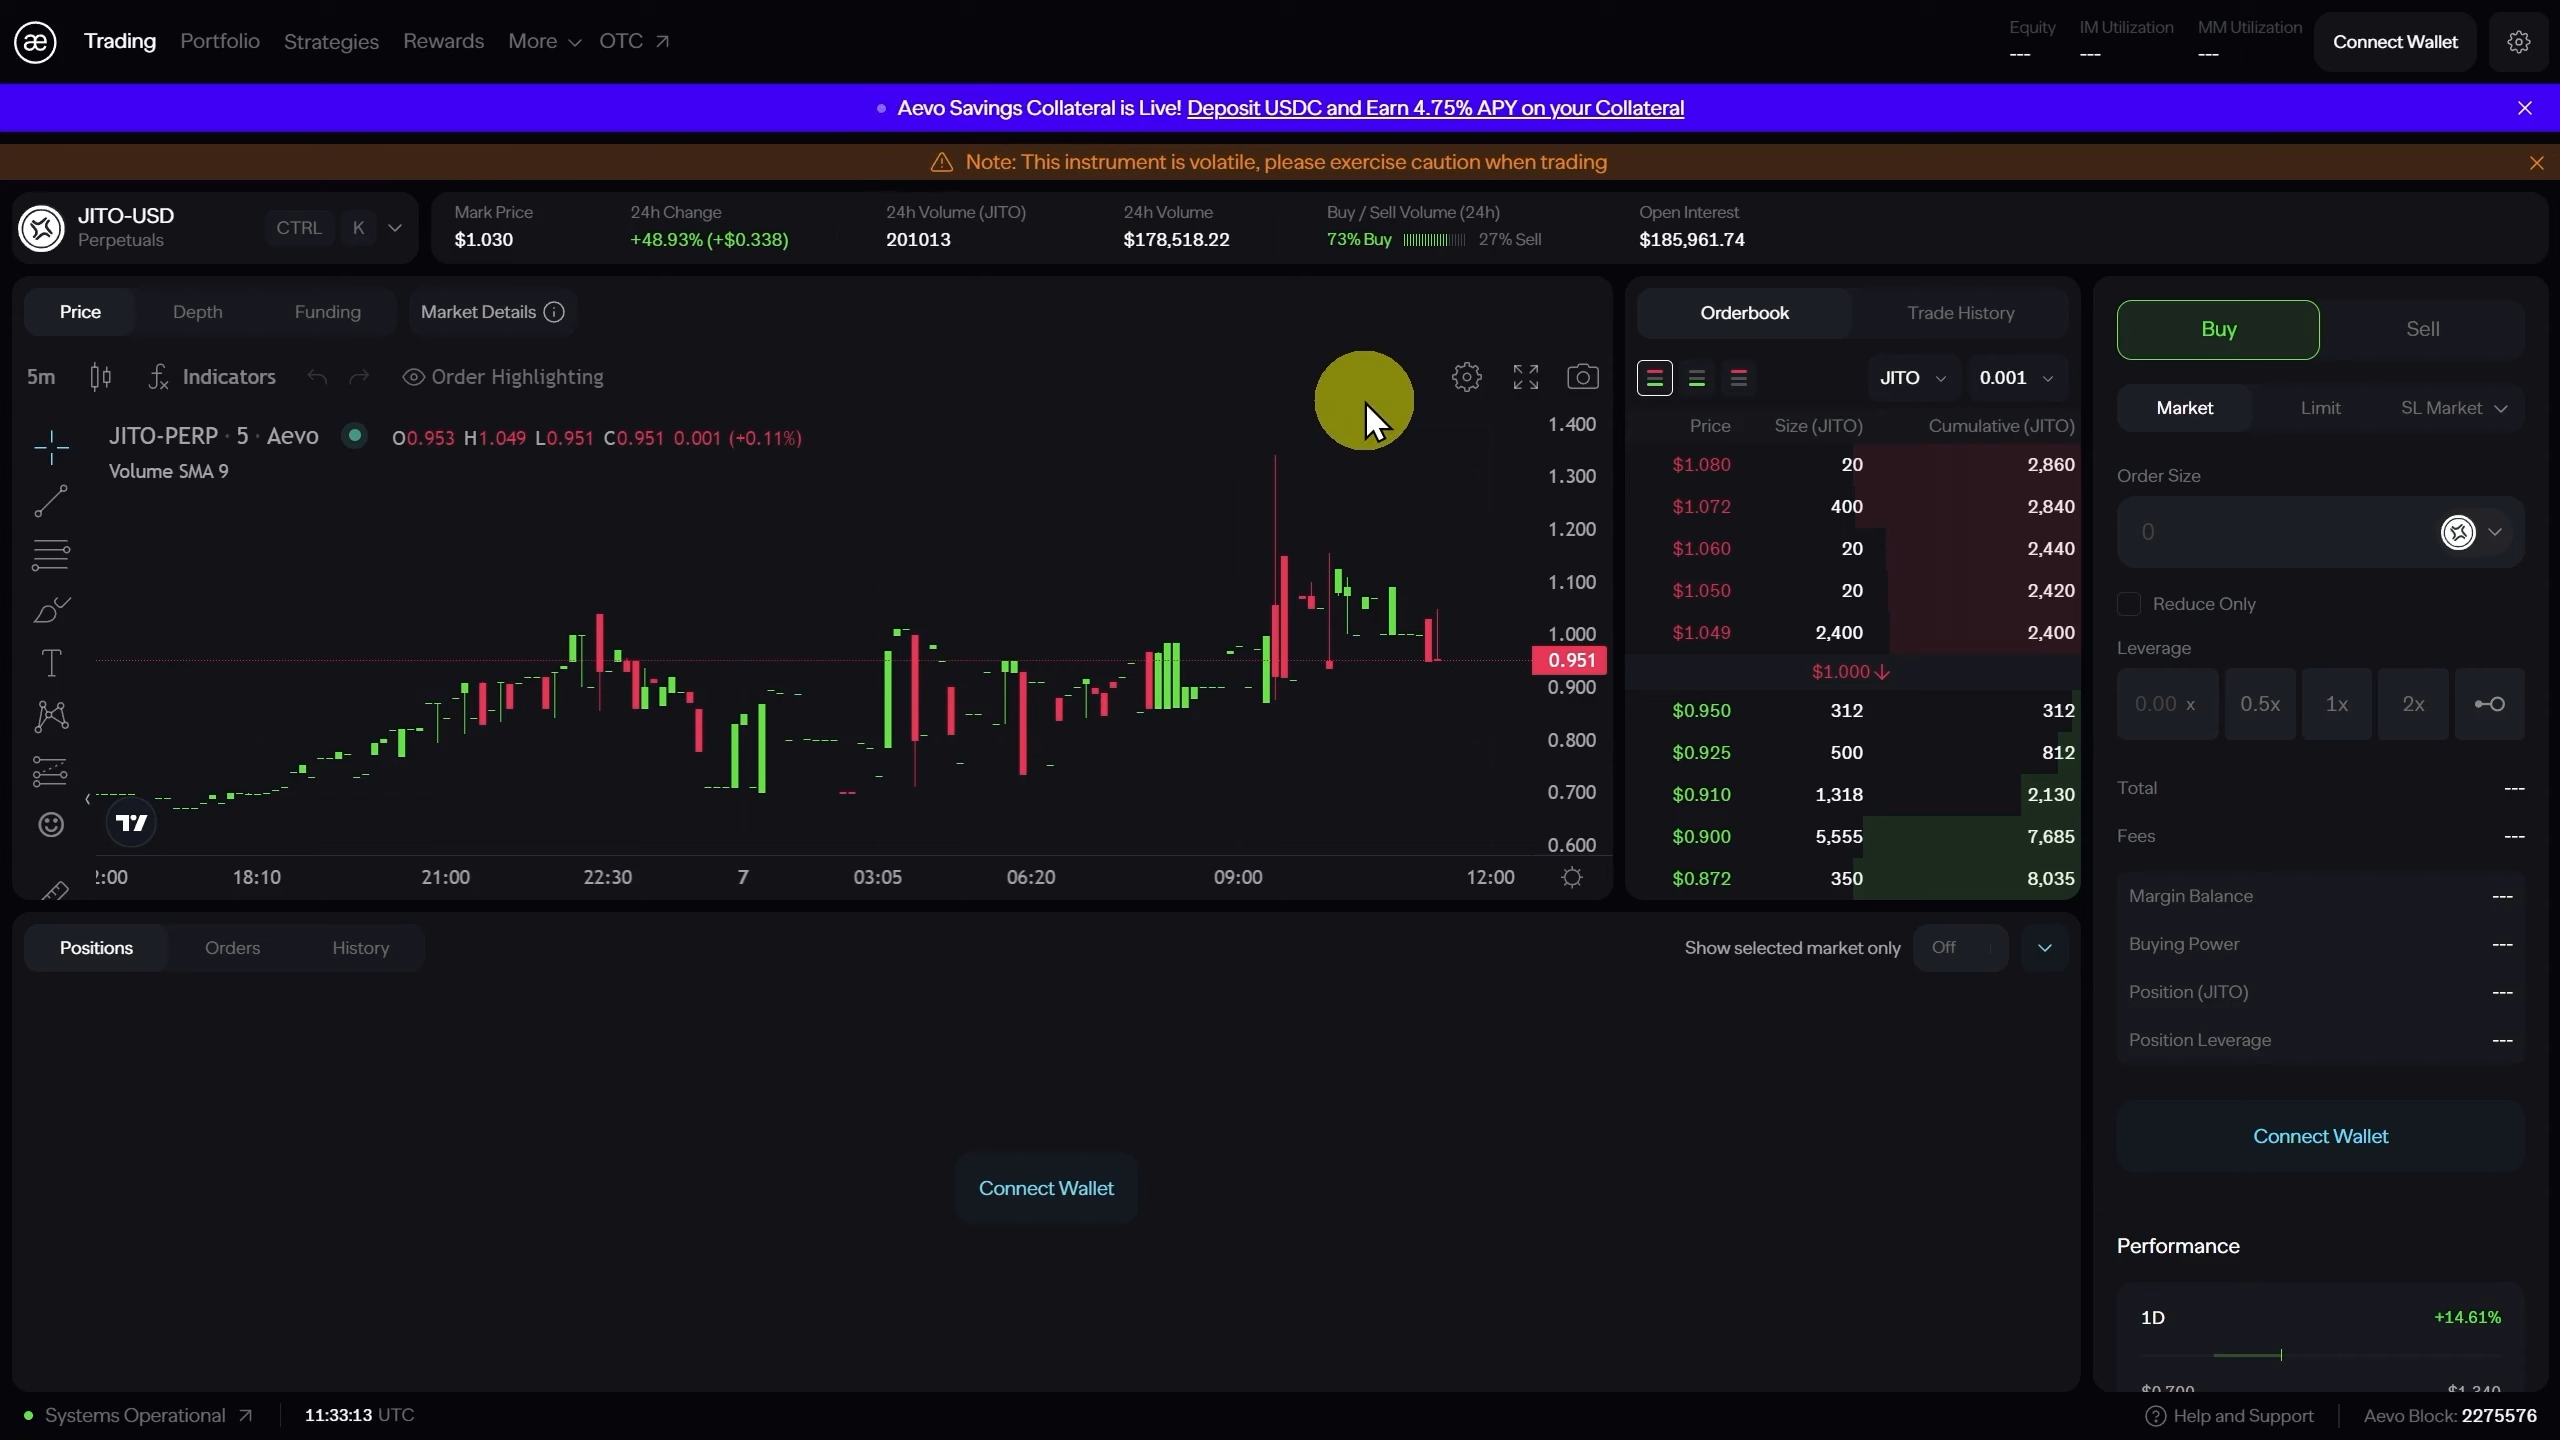 æ Trading Portfolio Strategies Rewards More OTC
Equity IM Utilization MM Utilization
--- --- ---
Connect Wallet
Aevo Savings Collateral is Live! Deposit USDC and Earn 4.75% APY on your Collateral
Note: This instrument is volatile, please exercise caution when trading
JITO-USD
Perpetuals
CTRL K
Mark Price 24h Change 24h Volume (JITO) 24h Volume Buy / Sell Volume (24h) Open Interest
$1.030 +48.93% (+$0.338) 201013 $178,518.22 73% Buy 27% Sell $185,961.74
Price Depth Funding Market Details
5m Indicators Order Highlighting
JITO-PERP · 5 · Aevo O0.953 H1.049 L0.951 C0.951 0.001 (+0.11%)
Volume SMA 9
1.400
1.300
1.200
1.100
1.000
0.951
0.900
0.800
0.700
0.600
2:00 18:10 21:00 22:30 7 03:05 06:20 09:00 12:00
Orderbook Trade History
JITO 0.001
Price Size (JITO) Cumulative (JITO)
$1.080 20 2,860
$1.072 400 2,840
$1.060 20 2,440
$1.050 20 2,420
$1.049 2,400 2,400
$1.000
$0.950 312 312
$0.925 500 812
$0.910 1,318 2,130
$0.900 5,555 7,685
$0.872 350 8,035
Buy Sell
Market Limit SL Market
Order Size
0
Reduce Only
Leverage
0.00 x 0.5x 1x 2x
Total ---
Fees ---
Margin Balance ---
Buying Power ---
Position (JITO) ---
Position Leverage ---
Connect Wallet
Performance
1D +14.61%
$0.700 $1.340
Positions Orders History
Show selected market only Off
Connect Wallet
Systems Operational 11:33:13 UTC
Help and Support Aevo Block: 2275576